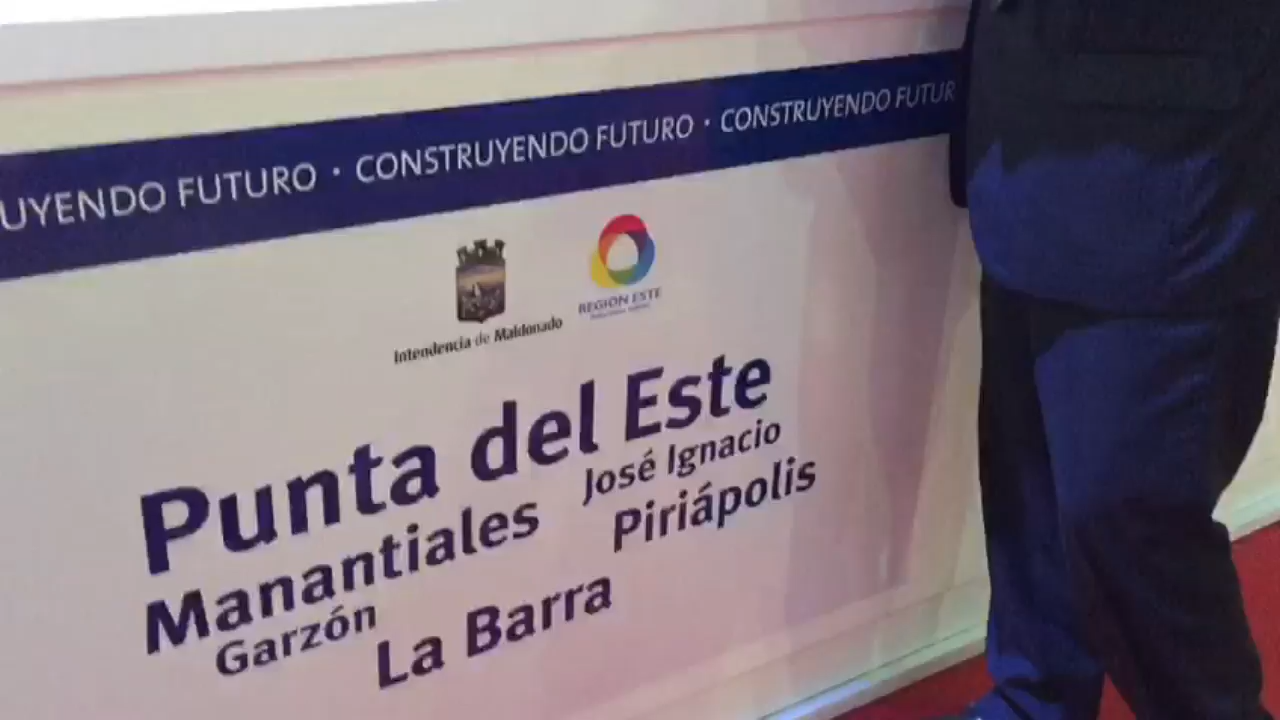 UYENDO FUTURO · CONSTRUYENDO FUTURO · CONSTRUYENDO FUTUR
Intendencia de Maldonado
REGION ESTE
Punta del Este
Manantiales José Ignacio
Garzón Piriápolis
La Barra